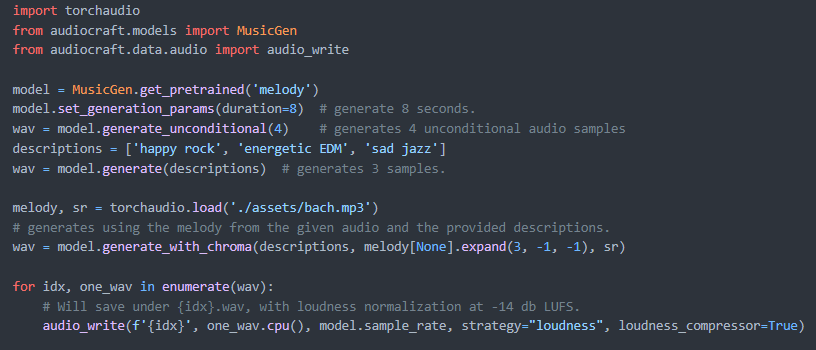 import torchaudio
from audiocraft.models import MusicGen
from audiocraft.data.audio import audio_write

model = MusicGen.get_pretrained('melody')
model.set_generation_params(duration=8)  # generate 8 seconds.
wav = model.generate_unconditional(4)    # generates 4 unconditional audio samples
descriptions = ['happy rock', 'energetic EDM', 'sad jazz']
wav = model.generate(descriptions)  # generates 3 samples.

melody, sr = torchaudio.load('./assets/bach.mp3')
# generates using the melody from the given audio and the provided descriptions.
wav = model.generate_with_chroma(descriptions, melody[None].expand(3, -1, -1), sr)

for idx, one_wav in enumerate(wav):
    # Will save under {idx}.wav, with loudness normalization at -14 db LUFS.
    audio_write(f'{idx}', one_wav.cpu(), model.sample_rate, strategy="loudness", loudness_compressor=True)